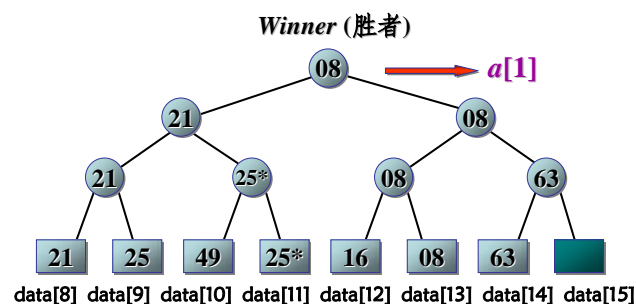 Winner (胜者)
08 a[1]
21 08
21 25* 08 63
21 25 49 25* 16 08 63
data[8] data[9] data[10] data[11] data[12] data[13] data[14] data[15]